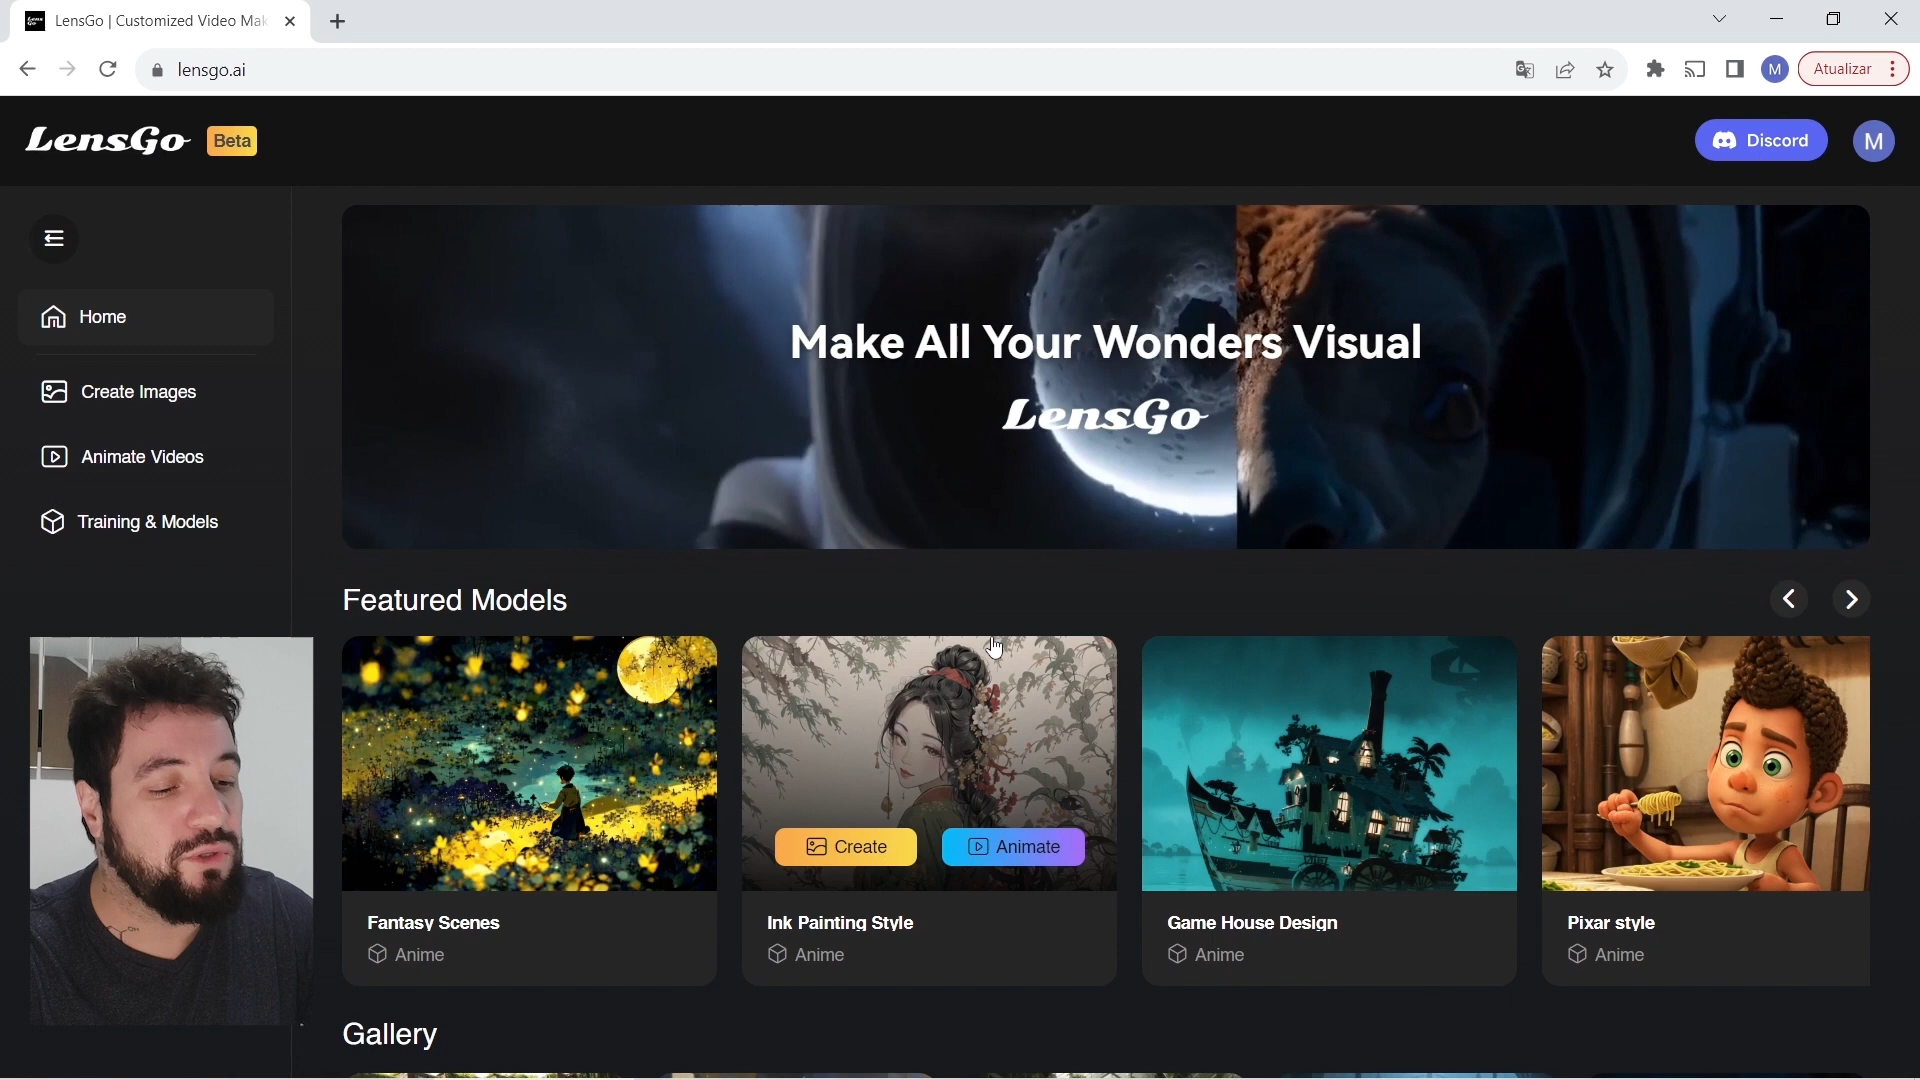 LensGo | Customized Video Mak
lensgo.ai
M
Atualizar
LensGo Beta
Discord
M
Home
Create Images
Animate Videos
Training & Models
Make All Your Wonders Visual
LensGo
Featured Models
Create
Animate
Fantasy Scenes
Anime
Ink Painting Style
Anime
Game House Design
Anime
Pixar style
Anime
Gallery